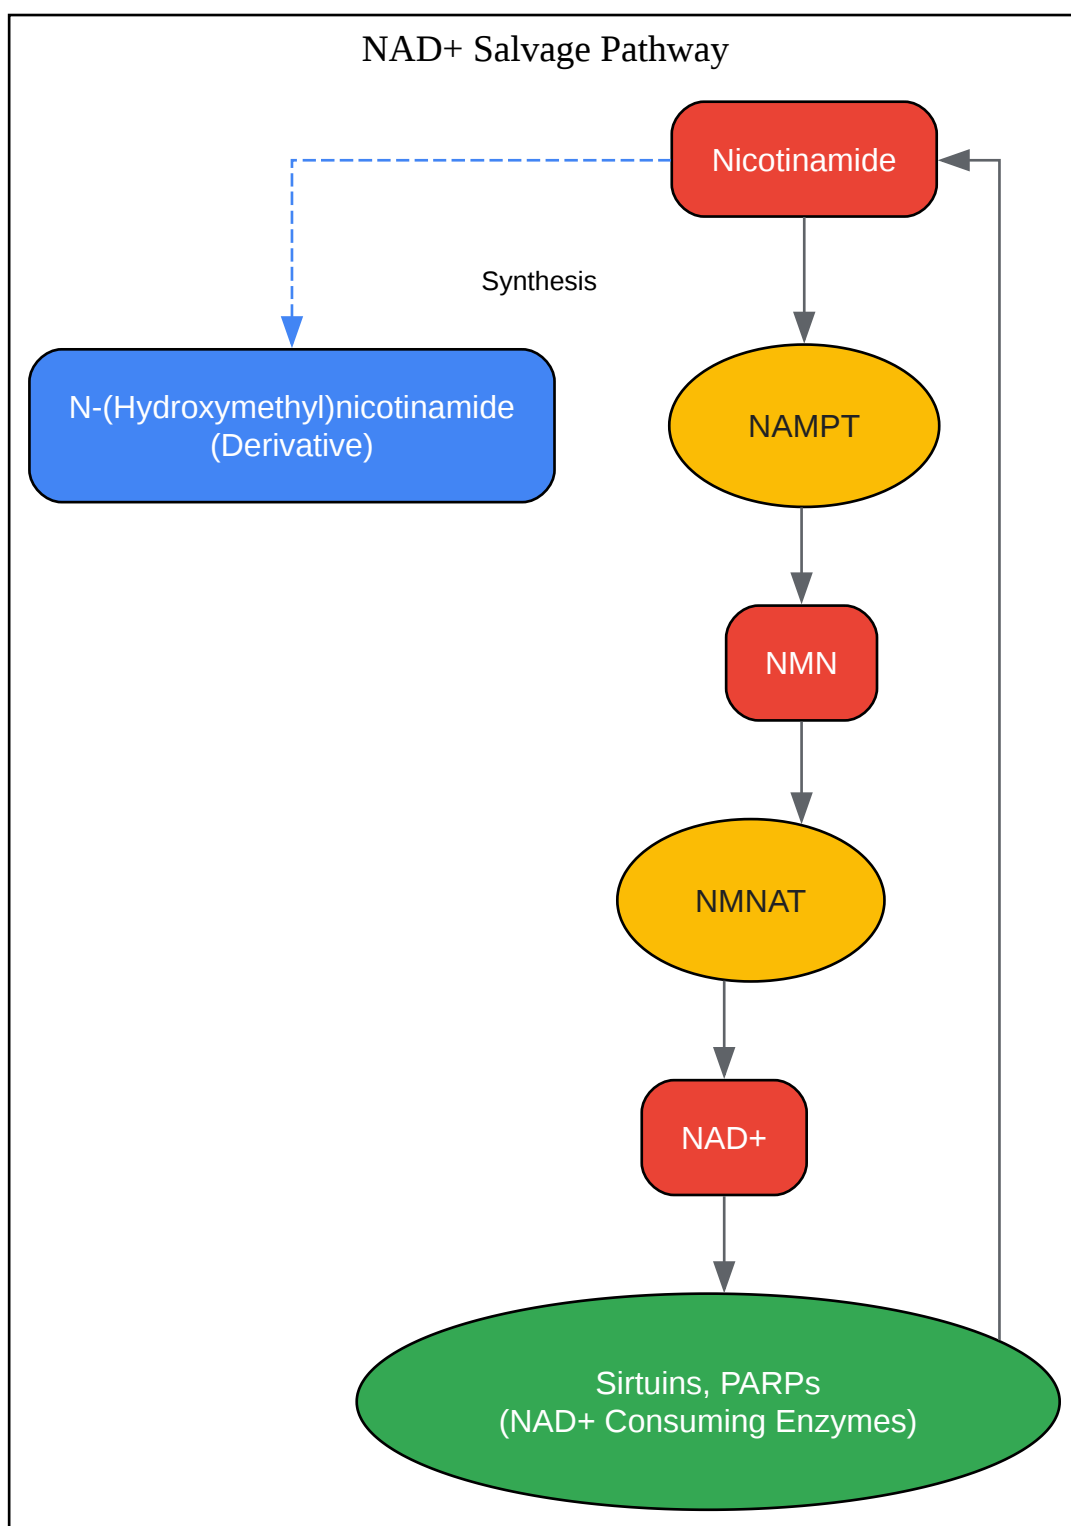 NAD+ Salvage Pathway
Nicotinamide
Synthesis
N-(Hydroxymethyl)nicotinamide
(Derivative)
NAMPT
NMN
NMNAT
NAD+
Sirtuins, PARPs
(NAD+ Consuming Enzymes)